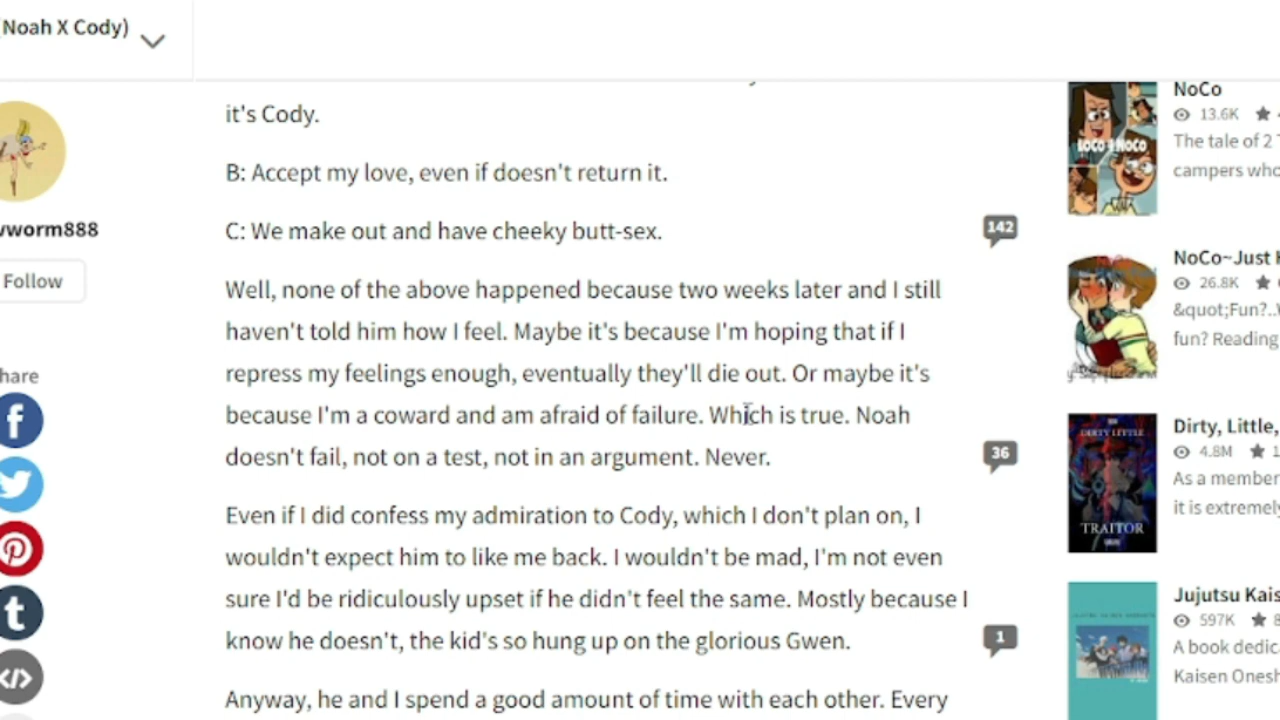 Noah X Cody)
it's Cody.
B: Accept my love, even if doesn't return it.
C: We make out and have cheeky butt-sex.
142
Well, none of the above happened because two weeks later and I still
haven't told him how I feel. Maybe it's because I'm hoping that if I
repress my feelings enough, eventually they'll die out. Or maybe it's
because I'm a coward and am afraid of failure. Which is true. Noah
doesn't fail, not on a test, not in an argument. Never.
36
Even if I did confess my admiration to Cody, which I don't plan on, I
wouldn't expect him to like me back. I wouldn't be mad, I'm not even
sure I'd be ridiculously upset if he didn't feel the same. Mostly because I
know he doesn't, the kid's so hung up on the glorious Gwen.
1
Anyway, he and I spend a good amount of time with each other. Every
worm888
Follow
hare
NoCo
13.6K
The tale of 2
campers who
LOCO 4 NOCO
NoCo~Just
26.8K
&quot;Fun?..
fun? Reading
Dirty, Little,
4.8M 1
As a member
it is extremely
DIRTY LITTLE
TRAITOR
Jujutsu Kais
597K 8
A book dedic
Kaisen Onesh